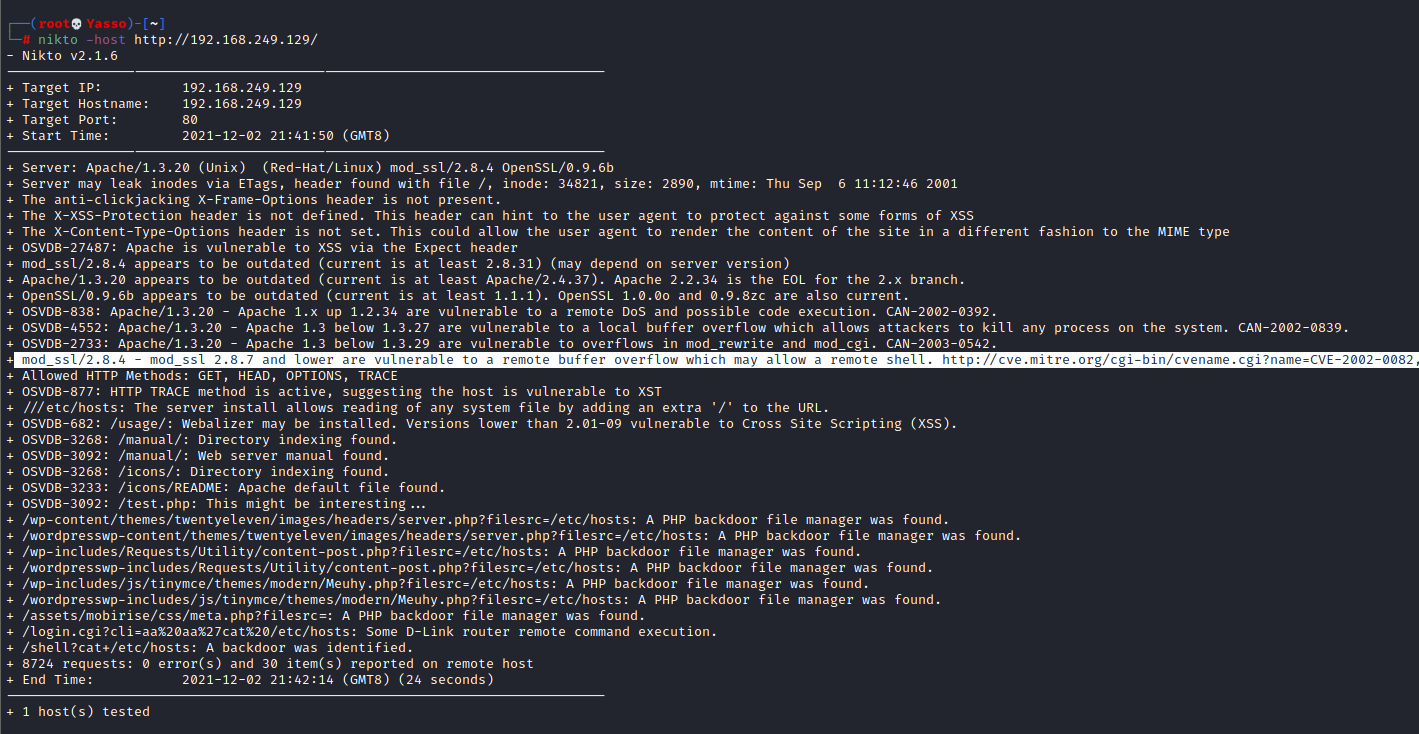 ┌──(root💀Yasso)-[~]
└─# nikto -host http://192.168.249.129/
- Nikto v2.1.6
---------------------------------------------------------------------------
+ Target IP:          192.168.249.129
+ Target Hostname:    192.168.249.129
+ Target Port:        80
+ Start Time:         2021-12-02 21:41:50 (GMT8)
---------------------------------------------------------------------------
+ Server: Apache/1.3.20 (Unix)  (Red-Hat/Linux) mod_ssl/2.8.4 OpenSSL/0.9.6b
+ Server may leak inodes via ETags, header found with file /, inode: 34821, size: 2890, mtime: Thu Sep  6 11:12:46 2001
+ The anti-clickjacking X-Frame-Options header is not present.
+ The X-XSS-Protection header is not defined. This header can hint to the user agent to protect against some forms of XSS
+ The X-Content-Type-Options header is not set. This could allow the user agent to render the content of the site in a different fashion to the MIME type
+ OSVDB-27487: Apache is vulnerable to XSS via the Expect header
+ mod_ssl/2.8.4 appears to be outdated (current is at least 2.8.31) (may depend on server version)
+ Apache/1.3.20 appears to be outdated (current is at least Apache/2.4.37). Apache 2.2.34 is the EOL for the 2.x branch.
+ OpenSSL/0.9.6b appears to be outdated (current is at least 1.1.1). OpenSSL 1.0.0o and 0.9.8zc are also current.
+ OSVDB-838: Apache/1.3.20 - Apache 1.x up 1.2.34 are vulnerable to a remote DoS and possible code execution. CAN-2002-0392.
+ OSVDB-4552: Apache/1.3.20 - Apache 1.3 below 1.3.27 are vulnerable to a local buffer overflow which allows attackers to kill any process on the system. CAN-2002-0839.
+ OSVDB-2733: Apache/1.3.20 - Apache 1.3 below 1.3.29 are vulnerable to overflows in mod_rewrite and mod_cgi. CAN-2003-0542.
+ mod_ssl/2.8.4 - mod_ssl 2.8.7 and lower are vulnerable to a remote buffer overflow which may allow a remote shell. http://cve.mitre.org/cgi-bin/cvename.cgi?name=CVE-2002-0082,
+ Allowed HTTP Methods: GET, HEAD, OPTIONS, TRACE
+ OSVDB-877: HTTP TRACE method is active, suggesting the host is vulnerable to XST
+ ///etc/hosts: The server install allows reading of any system file by adding an extra '/' to the URL.
+ OSVDB-682: /usage/: Webalizer may be installed. Versions lower than 2.01-09 vulnerable to Cross Site Scripting (XSS).
+ OSVDB-3268: /manual/: Directory indexing found.
+ OSVDB-3092: /manual/: Web server manual found.
+ OSVDB-3268: /icons/: Directory indexing found.
+ OSVDB-3233: /icons/README: Apache default file found.
+ OSVDB-3092: /test.php: This might be interesting...
+ /wp-content/themes/twentyeleven/images/headers/server.php?filesrc=/etc/hosts: A PHP backdoor file manager was found.
+ /wordpresswp-content/themes/twentyeleven/images/headers/server.php?filesrc=/etc/hosts: A PHP backdoor file manager was found.
+ /wp-includes/Requests/Utility/content-post.php?filesrc=/etc/hosts: A PHP backdoor file manager was found.
+ /wordpresswp-includes/Requests/Utility/content-post.php?filesrc=/etc/hosts: A PHP backdoor file manager was found.
+ /wp-includes/js/tinymce/themes/modern/Meuhy.php?filesrc=/etc/hosts: A PHP backdoor file manager was found.
+ /wordpresswp-includes/js/tinymce/themes/modern/Meuhy.php?filesrc=/etc/hosts: A PHP backdoor file manager was found.
+ /assets/mobirise/css/meta.php?filesrc=: A PHP backdoor file manager was found.
+ /login.cgi?cli=aa%20aa%27cat%20/etc/hosts: Some D-Link router remote command execution.
+ /shell?cat+/etc/hosts: A backdoor was identified.
+ 8724 requests: 0 error(s) and 30 item(s) reported on remote host
+ End Time:           2021-12-02 21:42:14 (GMT8) (24 seconds)
---------------------------------------------------------------------------
+ 1 host(s) tested